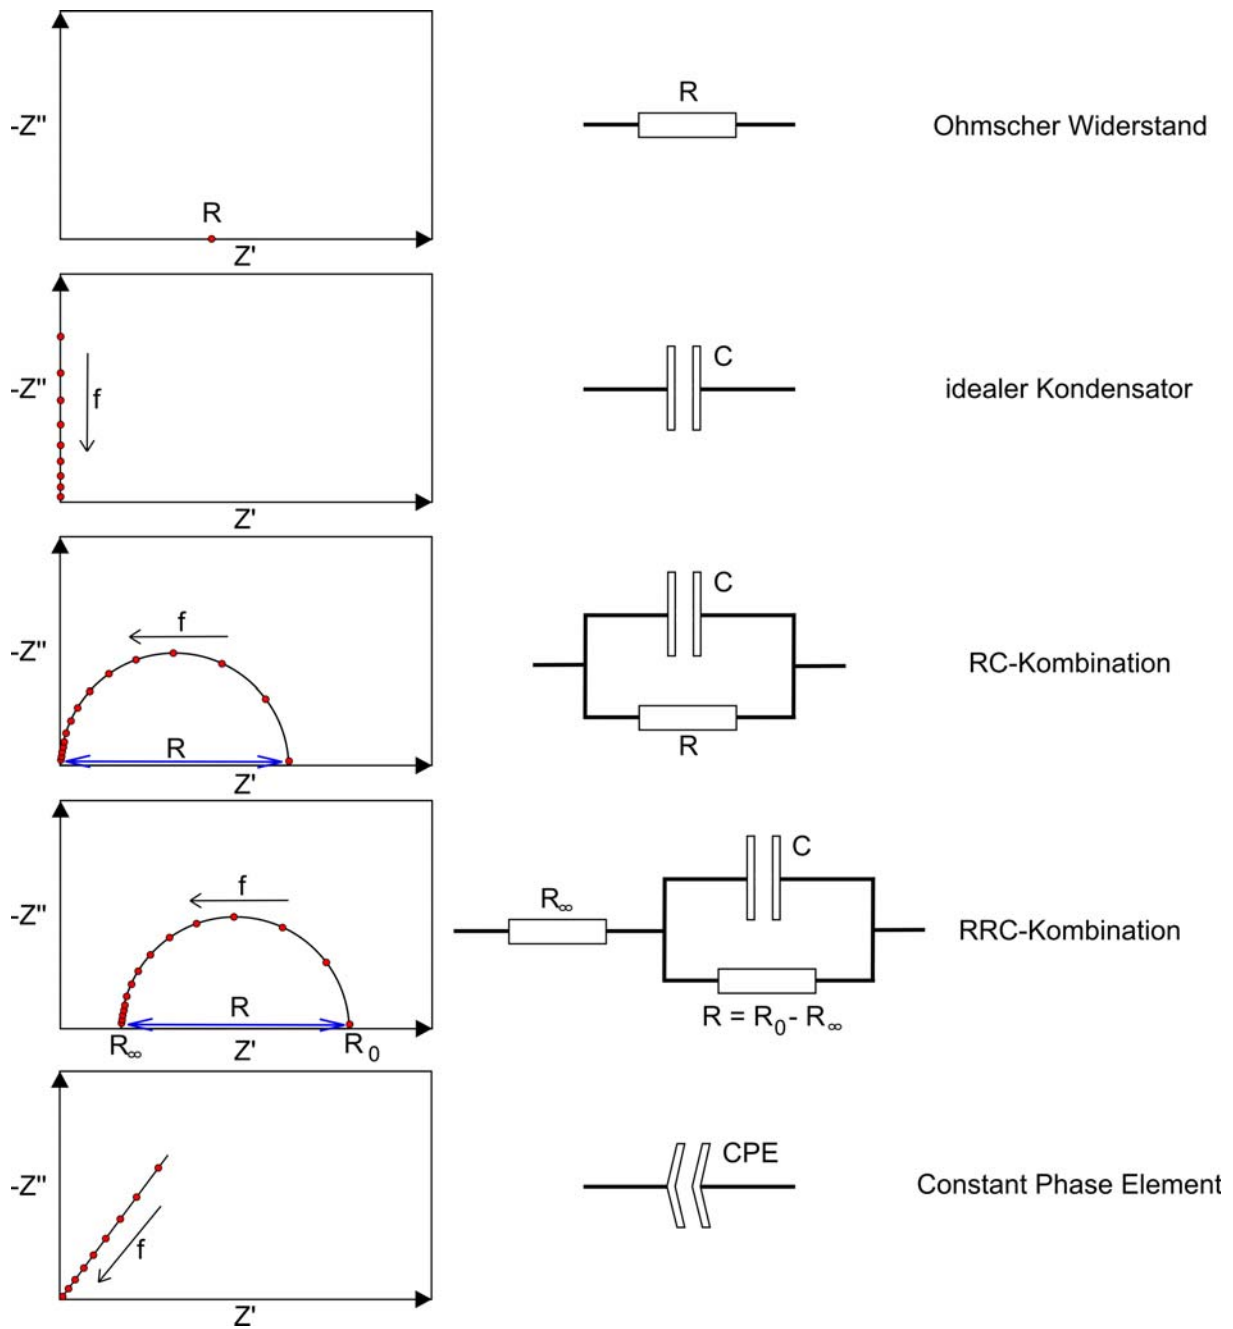 -Z"
R
Z'
R
Ohmscher Widerstand
-Z"
f
Z'
C
idealer Kondensator
-Z"
f
R
Z'
C
R
RC-Kombination
-Z"
f
R
R∞
Z'
R₀
R∞
C
R = R₀ - R∞
RRC-Kombination
-Z"
f
Z'
CPE
Constant Phase Element